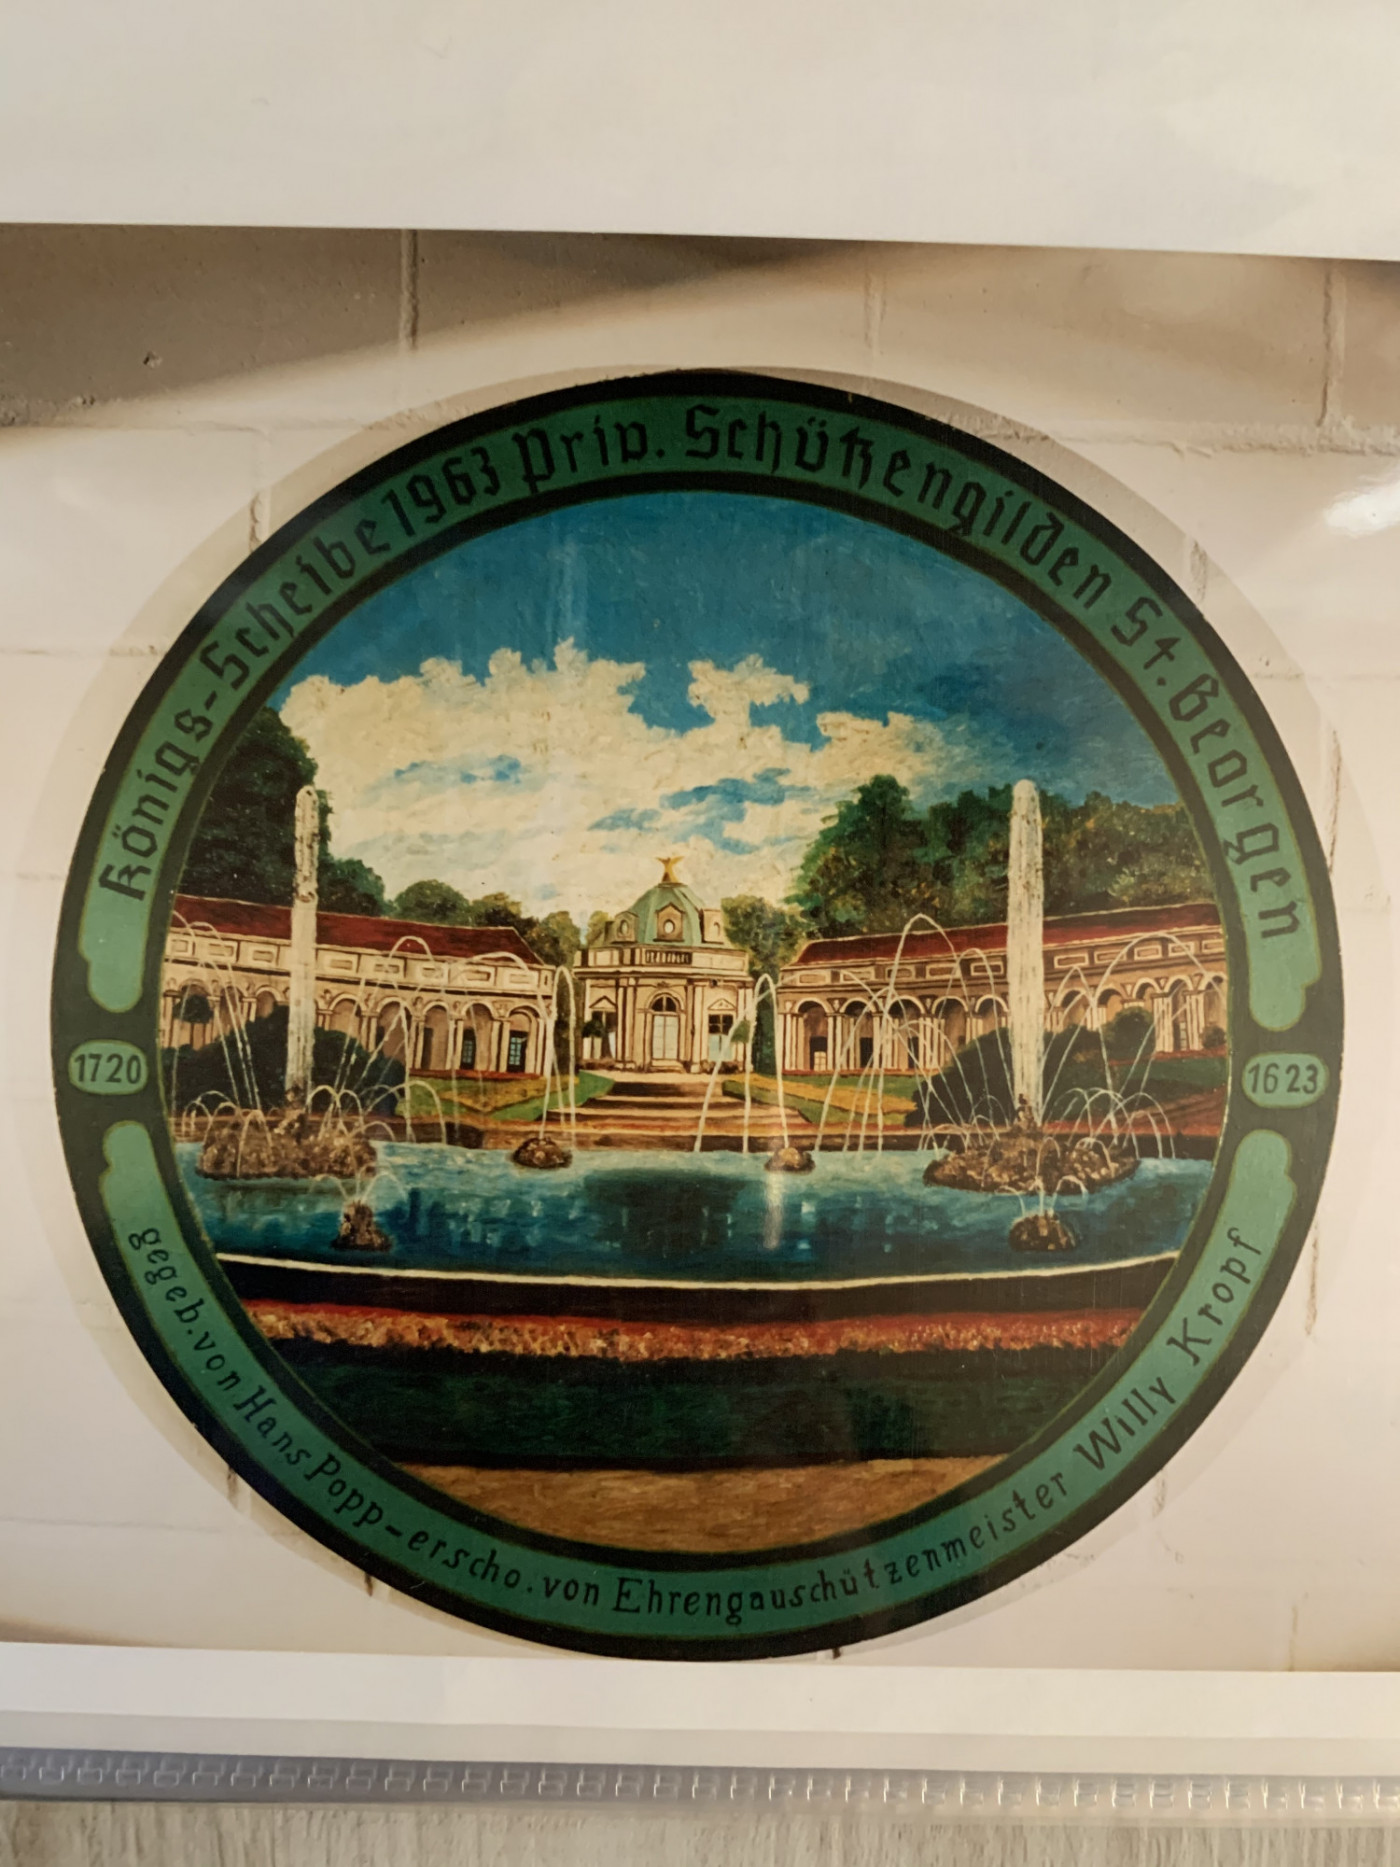 Königs-Scheibe 1963 Priv. Schützengilden St. Georgen
1720
1623
gegeb. von Hans Popp - erscho. von Ehrengauschützenmeister Willy Kropf